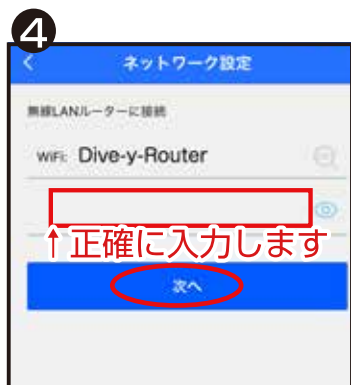 4
ネットワーク設定
無線LANルーターに接続
WiFi: Dive-y-Router
↑正確に入力します
次へ